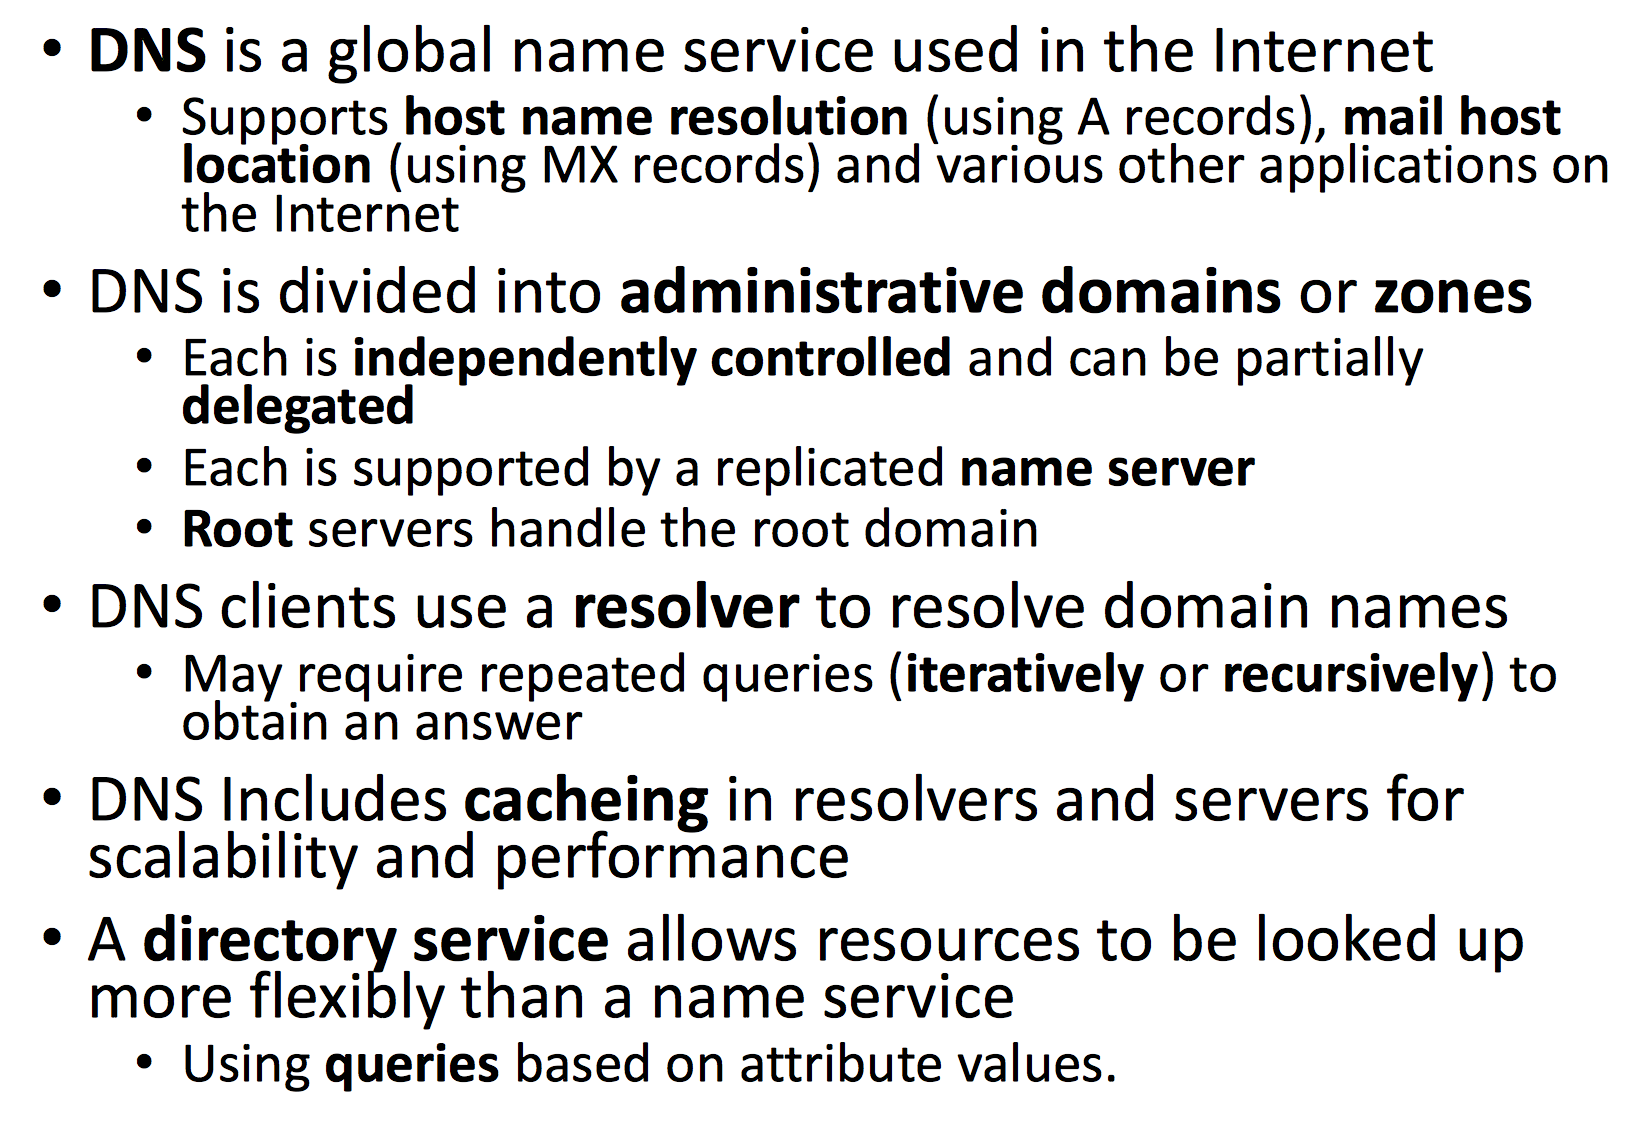 • DNS is a global name service used in the Internet
• Supports host name resolution (using A records), mail host
location (using MX records) and various other applications on
the Internet
• DNS is divided into administrative domains or zones
• Each is independently controlled and can be partially
delegated
• Each is supported by a replicated name server
• Root servers handle the root domain
• DNS clients use a resolver to resolve domain names
• May require repeated queries (iteratively or recursively) to
obtain an answer
• DNS Includes cacheing in resolvers and servers for
scalability and performance
• A directory service allows resources to be looked up
more flexibly than a name service
• Using queries based on attribute values.